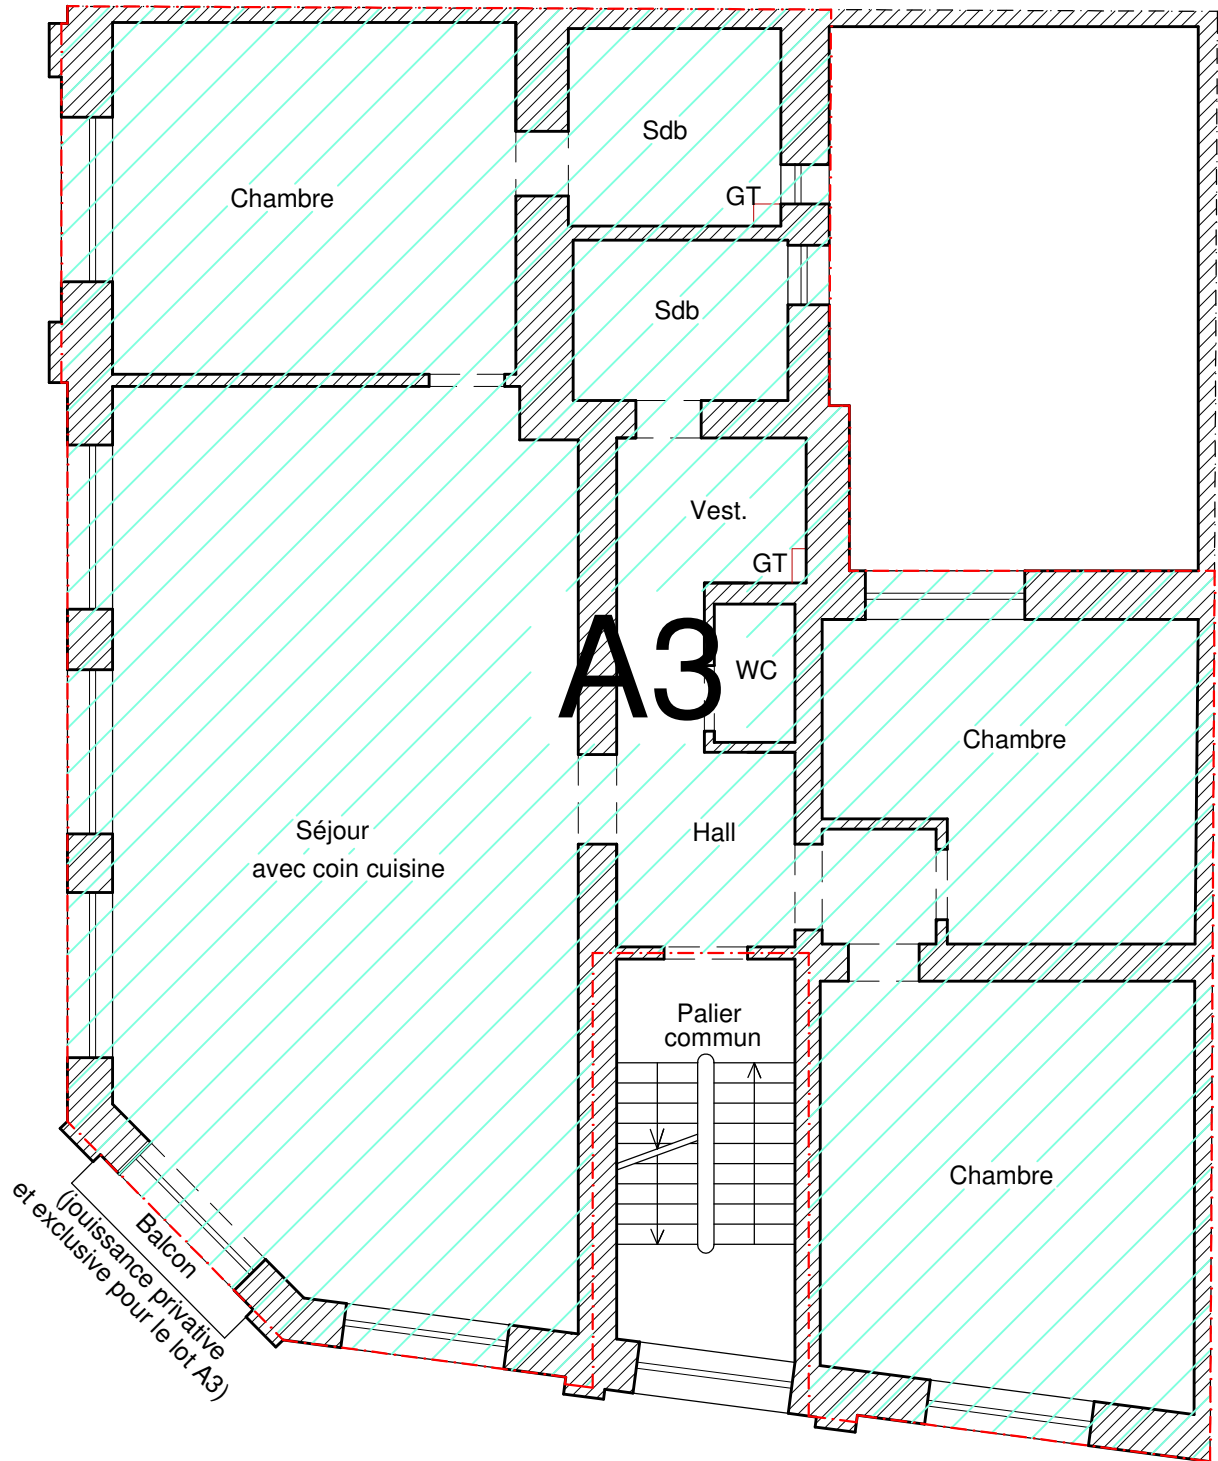 Sdb
Chambre
GT
Sdb
Vest.
GT
A3
WC
Chambre
Séjour
avec coin cuisine
Hall
Palier
commun
Chambre
Balcon
(jouissance privative
et exclusive pour le lot A3)